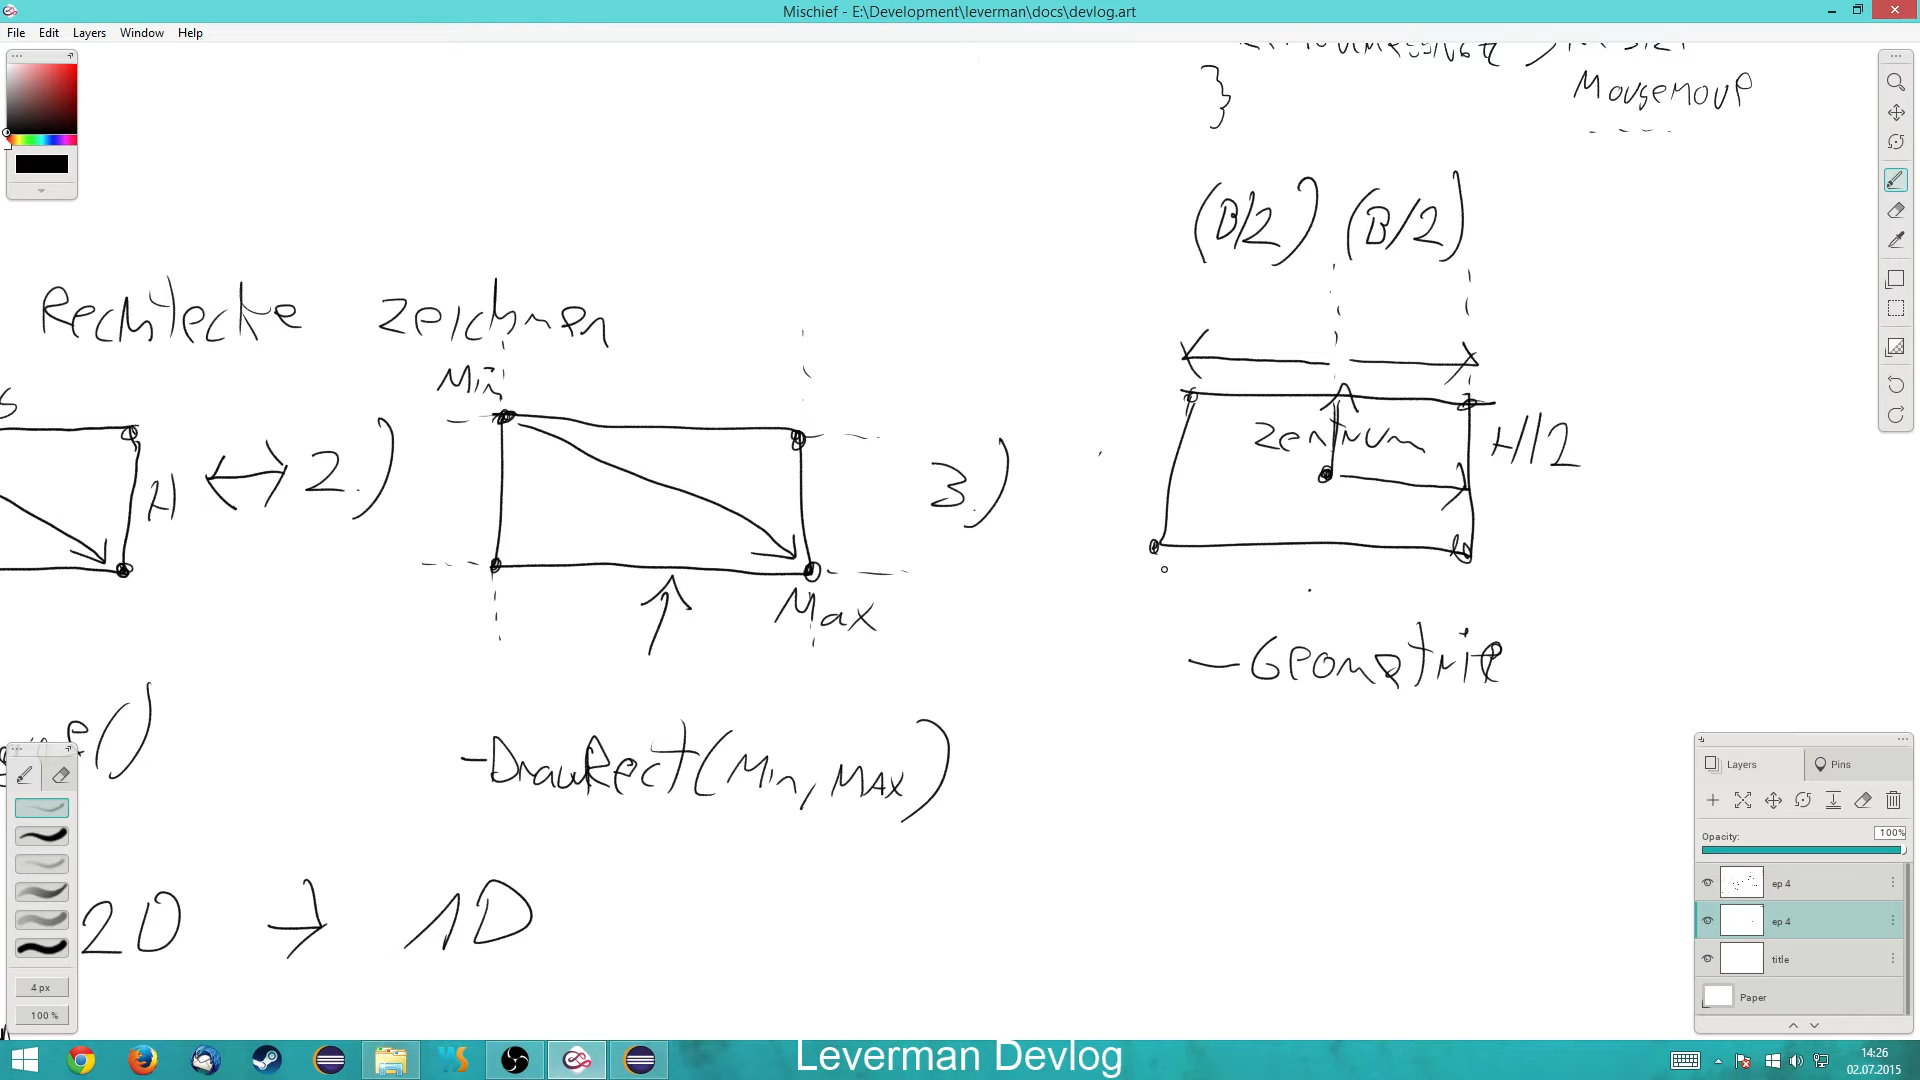 Mischief - E:\Development\leverman\docs\devlog.art
File Edit Layers Window Help
}
Mousemove
(B/2) (B/2)
Rechtecke zeichnen
Min
Zentrum
H/2
H
2.)
3.)
Max
- Geometrie
- DrawRect(Min, MAX)
2D → 1D
Layers
Pins
Opacity:
100%
ep 4
ep 4
title
Paper
4 px
100 %
Leverman Devlog
14:26
02.07.2015